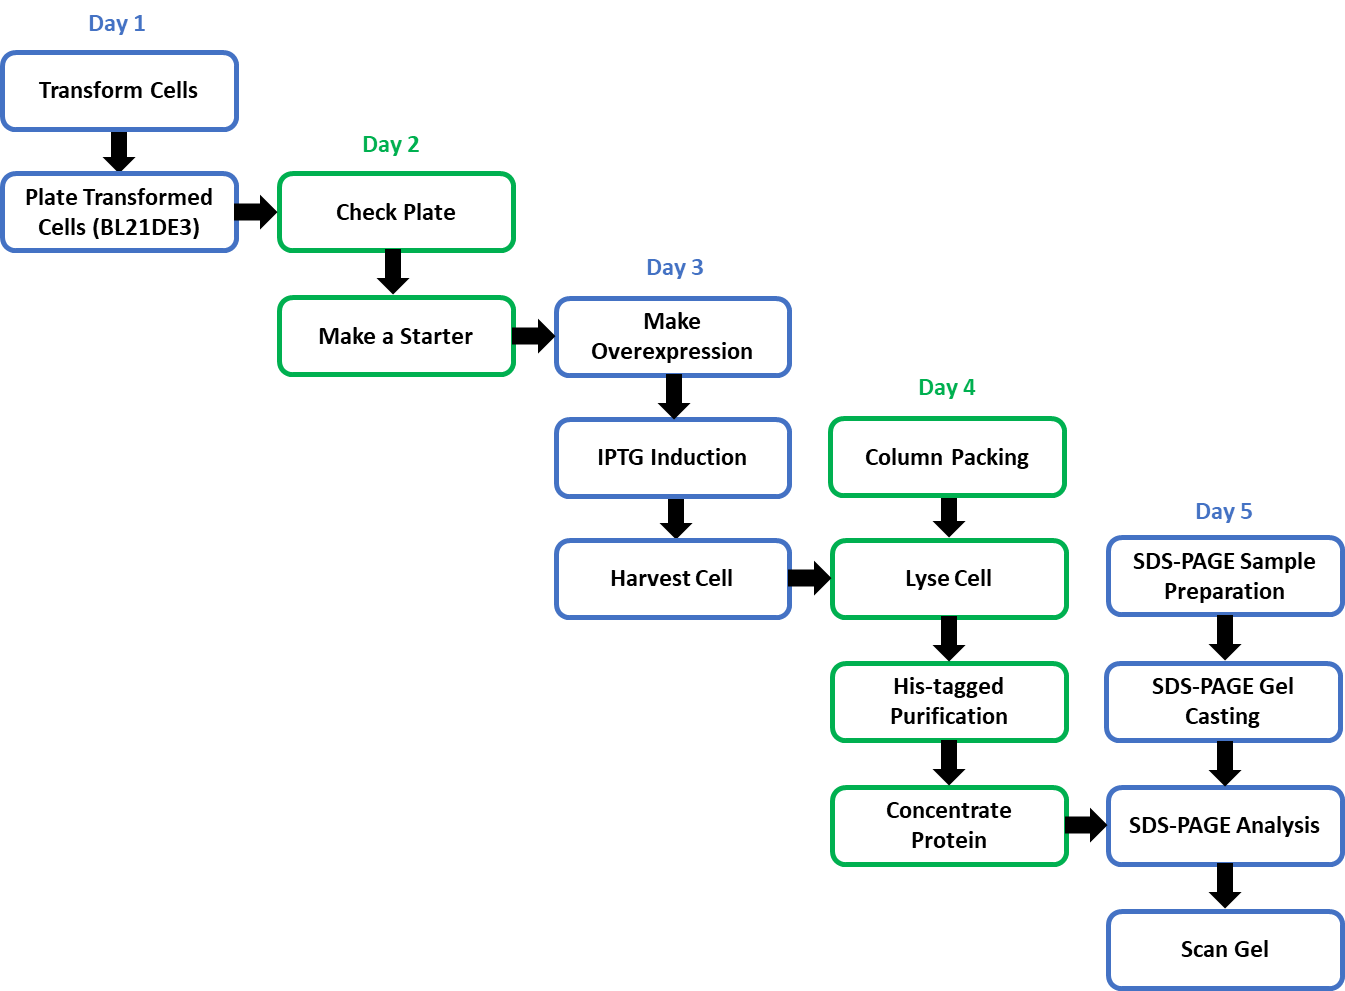 Day 1
Transform Cells
Plate Transformed
Cells (BL21DE3)
Day 2
Check Plate
Make a Starter
Day 3
Make
Overexpression
IPTG Induction
Harvest Cell
Day 4
Column Packing
Lyse Cell
His-tagged
Purification
Concentrate
Protein
Day 5
SDS-PAGE Sample
Preparation
SDS-PAGE Gel
Casting
SDS-PAGE Analysis
Scan Gel